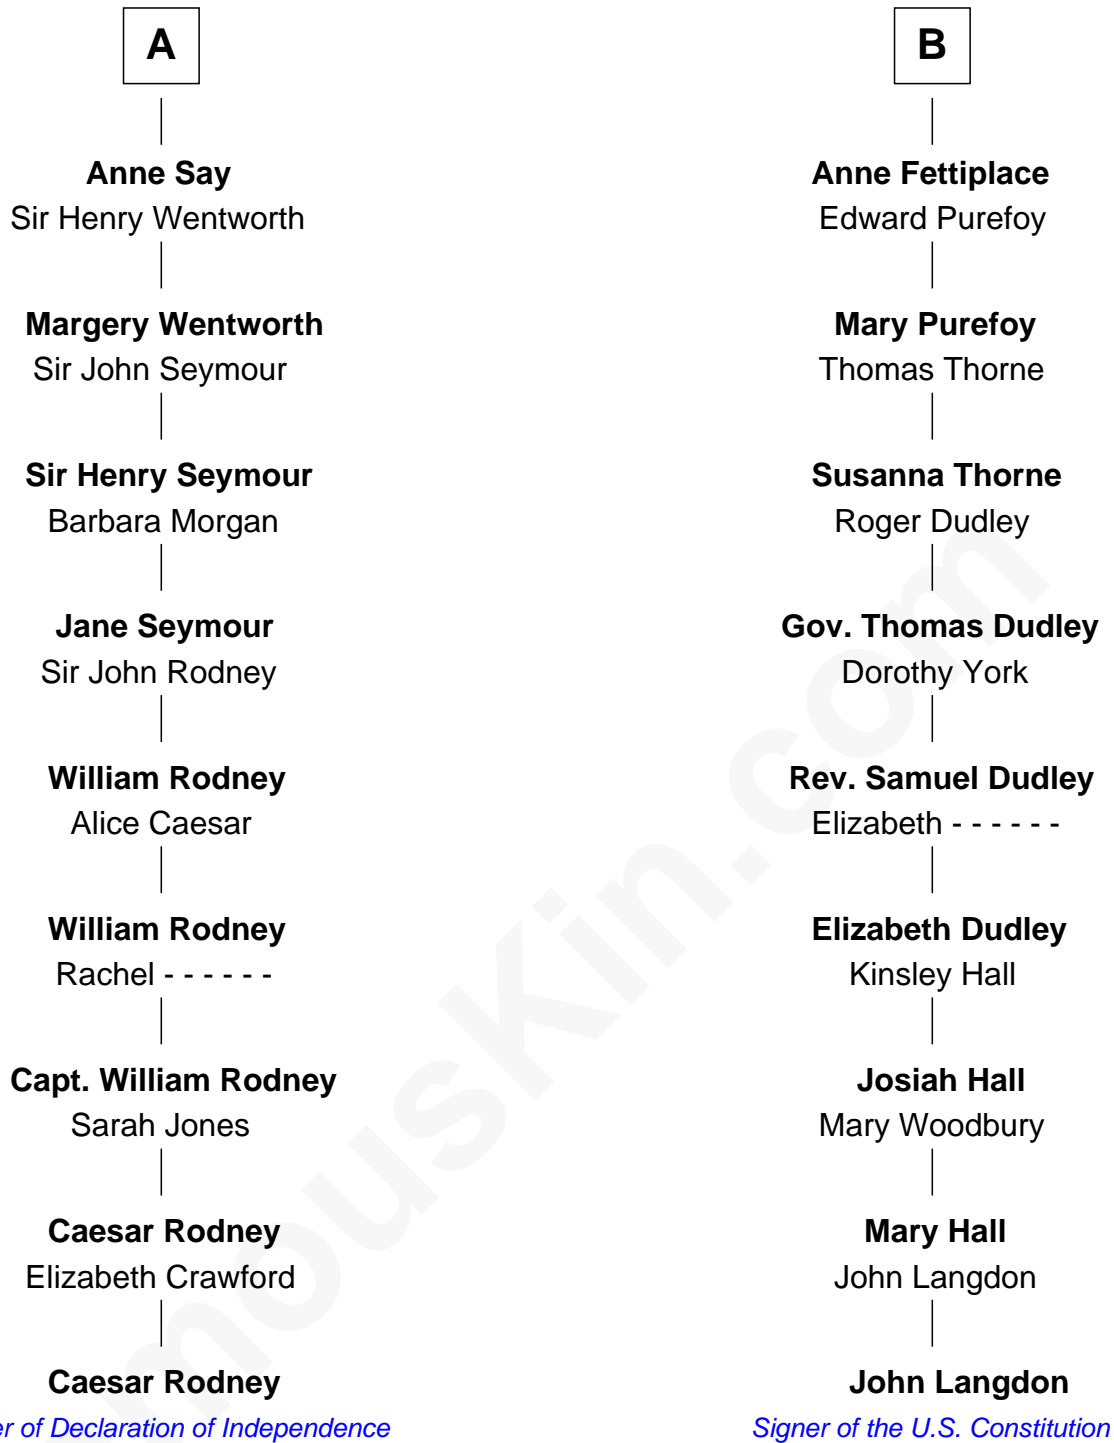 A
Anne Say
Sir Henry Wentworth
Margery Wentworth
Sir John Seymour
Sir Henry Seymour
Barbara Morgan
Jane Seymour
Sir John Rodney
William Rodney
Alice Caesar
William Rodney
Rachel - - - - - -
Capt. William Rodney
Sarah Jones
Caesar Rodney
Elizabeth Crawford
Caesar Rodney
er of Declaration of Independence
B
Anne Fettiplace
Edward Purefoy
Mary Purefoy
Thomas Thorne
Susanna Thorne
Roger Dudley
Gov. Thomas Dudley
Dorothy York
Rev. Samuel Dudley
Elizabeth - - - - - -
Elizabeth Dudley
Kinsley Hall
Josiah Hall
Mary Woodbury
Mary Hall
John Langdon
John Langdon
Signer of the U.S. Constitution
mousKin.com